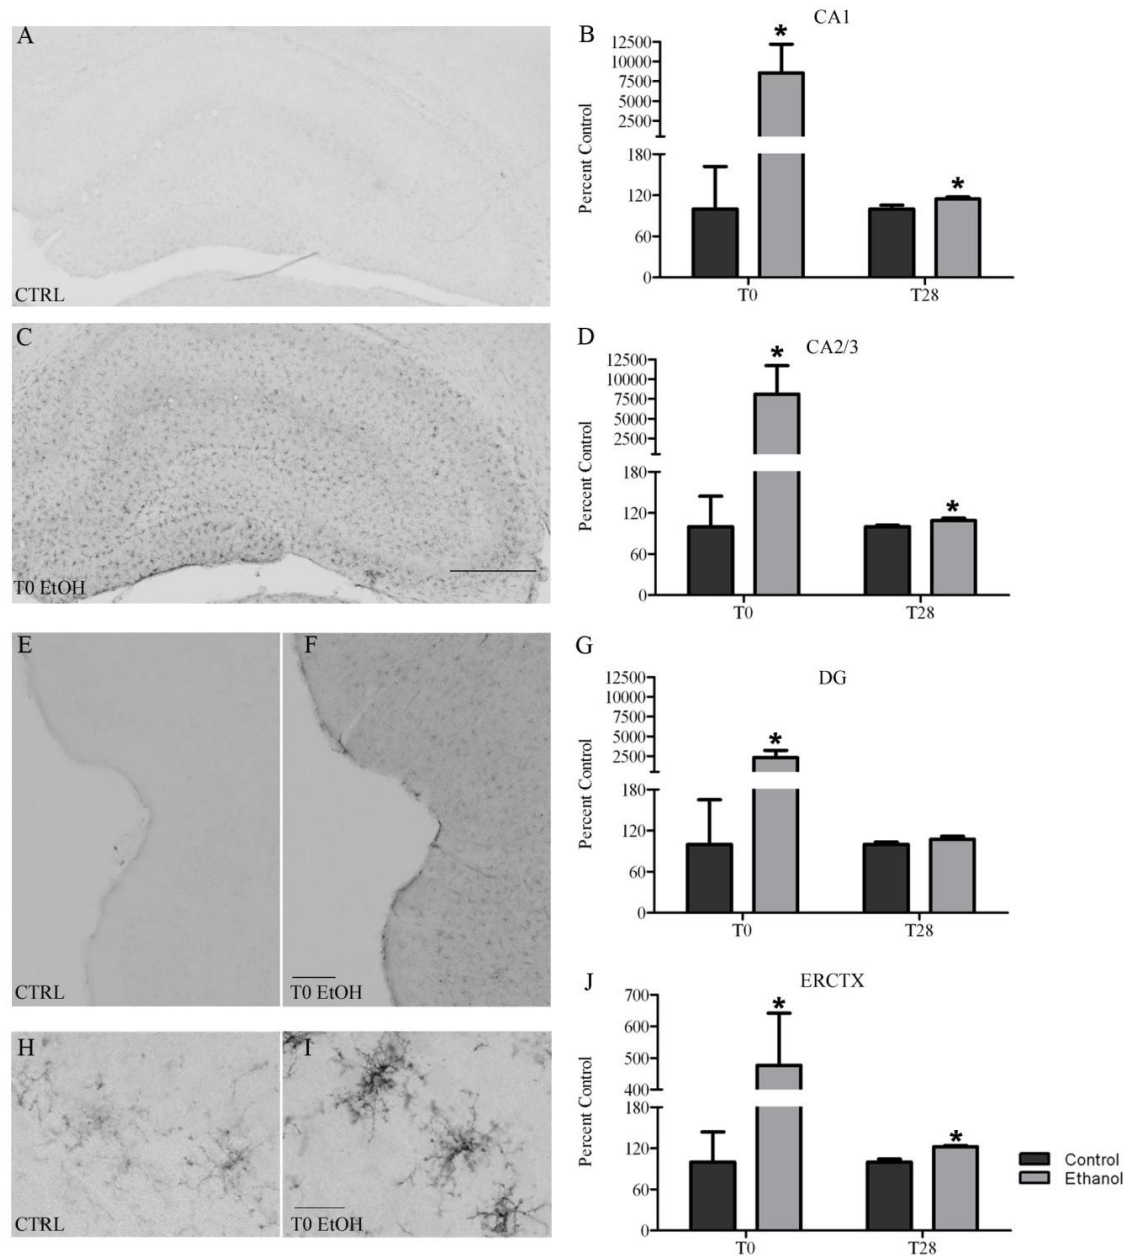 A
CTRL
B
CA1
*
12500
10000
7500
5000
2500
180
120
60
0
Percent Control
*
T0
T28
C
T0 EtOH
D
CA2/3
*
12500
10000
7500
5000
2500
180
120
60
0
Percent Control
*
T0
T28
E
CTRL
F
T0 EtOH
G
DG
12500
10000
7500
5000
2500
180
120
60
0
Percent Control
*
T0
T28
H
CTRL
I
T0 EtOH
J
ERCTX
700
600
500
400
180
120
60
0
Percent Control
*
*
T0
T28
Control
Ethanol